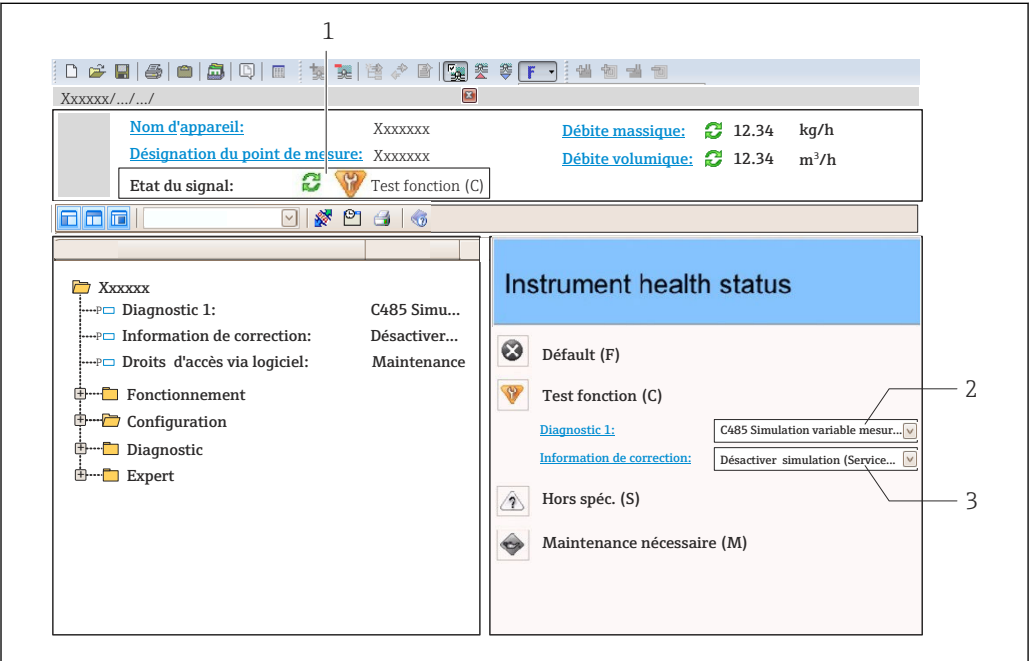 1
F
Xxxxxx/.../.../
Nom d'appareil: Xxxxxxx Débite massique: 12.34 kg/h
Désignation du point de mesure: Xxxxxxx Débite volumique: 12.34 m³/h
Etat du signal: Test fonction (C)
Instrument health status
Xxxxxx
P Diagnostic 1: C485 Simu...
P Information de correction: Désactiver...
P Droits d'accès via logiciel: Maintenance
Fonctionnement
Configuration
Diagnostic
Expert
Défault (F)
Test fonction (C)
2
Diagnostic 1: C485 Simulation variable mesur...
Information de correction: Désactiver simulation (Service...
3
Hors spéc. (S)
Maintenance nécessaire (M)